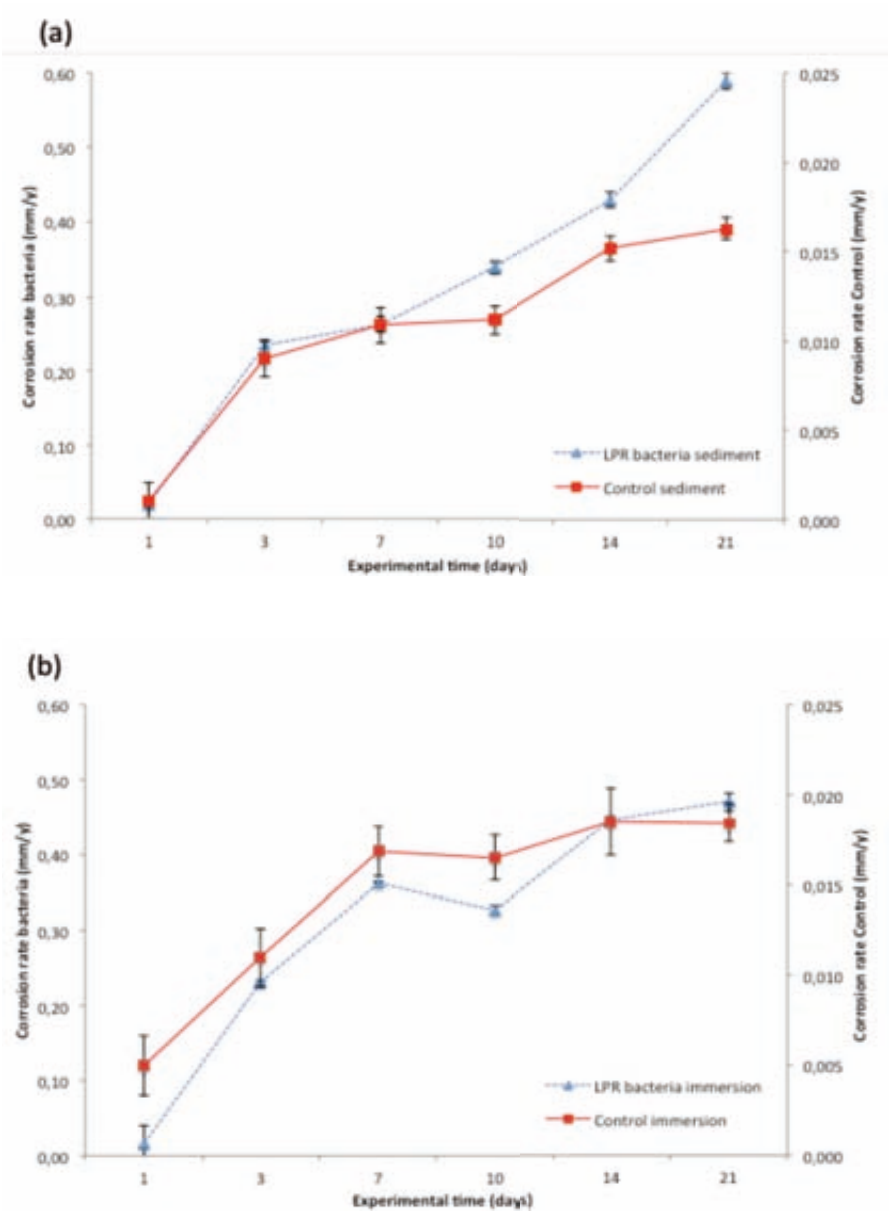 (a)
0,60
0,50
0,40
0,30
0,20
0,10
0,00
Corrosion rate bacteria (mm/y)
0,025
0,020
0,015
0,010
0,005
0,000
Corrosion rate Control (mm/y)
LPR bacteria sediment
Control sediment
1 3 7 10 14 21
Experimental time (days)
(b)
0,60
0,50
0,40
0,30
0,20
0,10
0,00
Corrosion rate bacteria (mm/y)
0,025
0,020
0,015
0,010
0,005
0,000
Corrosion rate Control (mm/y)
LPR bacteria immersion
Control immersion
1 3 7 10 14 21
Experimental time (days)